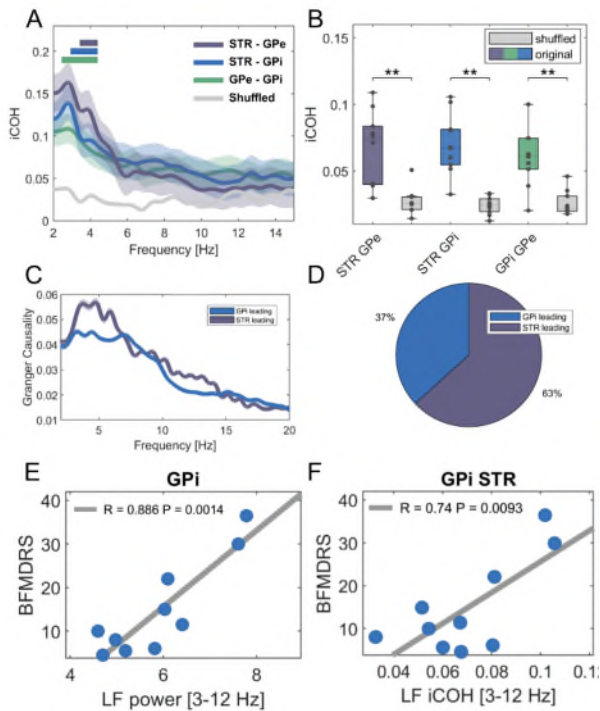 A
STR - GPe
STR - GPi
GPe - GPi
Shuffled
iCOH
0.2
0.15
0.1
0.05
0
2 4 6 8 10 12 14
Frequency [Hz]
B
shuffled
original
** ** **
iCOH
0.1
0.05
0
STR GPe
STR GPi
GPi GPe
C
GPi leading
STR leading
Granger Causality
0.06
0.05
0.04
0.03
0.02
0.01
5 10 15 20
Frequency [Hz]
D
GPi leading
STR leading
37%
63%
E
GPi
R = 0.886 P = 0.0014
BFMDRS
40
30
20
10
4 6 8
LF power [3-12 Hz]
F
GPi STR
R = 0.74 P = 0.0093
BFMDRS
40
30
20
10
0.04 0.06 0.08 0.1
LF iCOH [3-12 Hz]